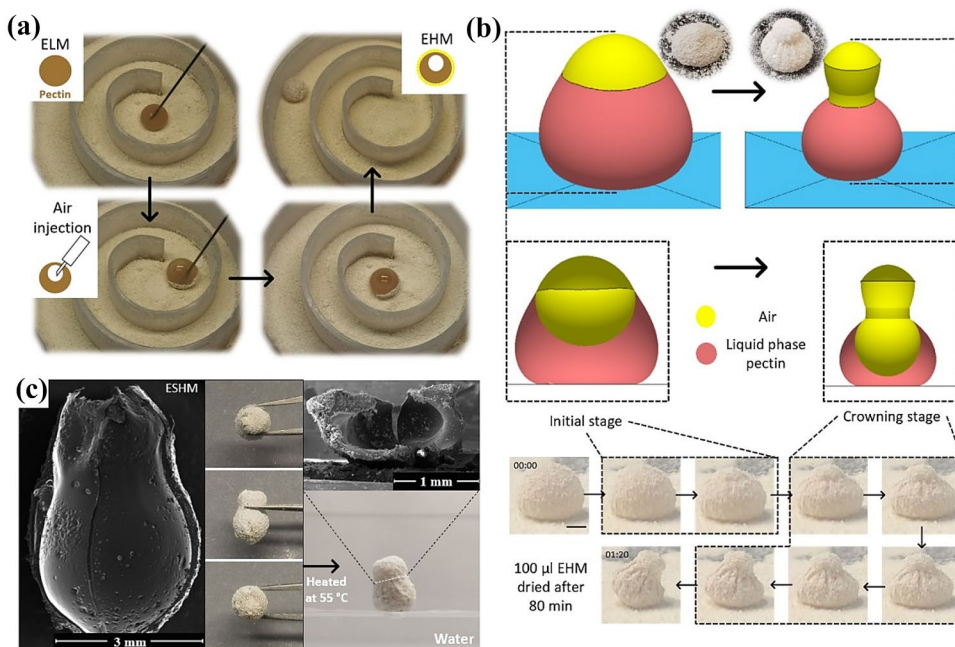 (a)
ELM
Pectin
EHM
Air
injection
(b)
Air
Liquid phase
pectin
Initial stage
Crowning stage
00:00
01:20
100 µl EHM
dried after
80 min
(c)
ESHM
3 mm
1 mm
Heated
at 55 °C
Water